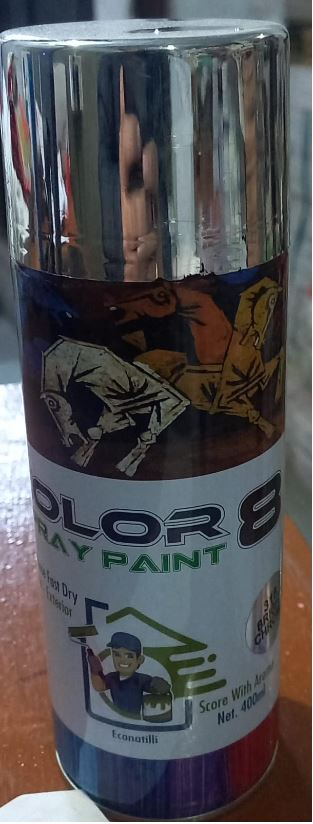 OLOR 8
RAY PAINT
Fast Dry
Exterior
Econatilli
Score With Aroma
Net. 400ml